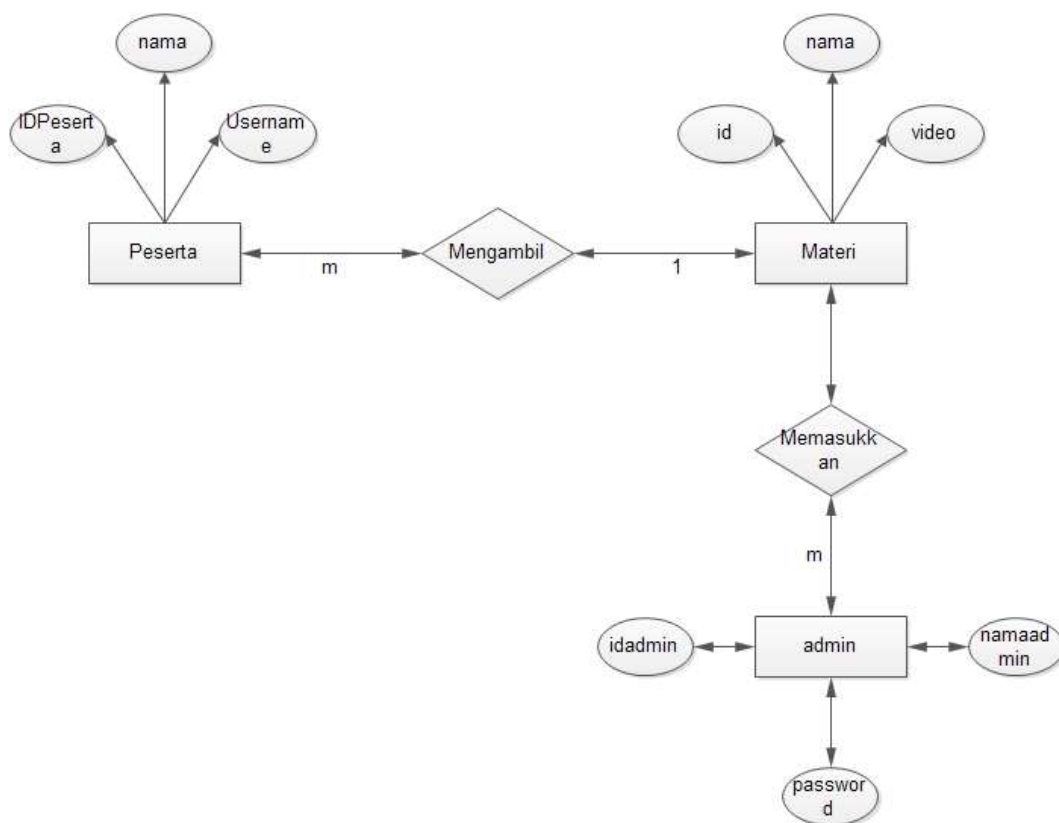 nama
IDPesert
a
Usernam
e
Peserta
m
Mengambil
1
nama
id
video
Materi
Memasukk
an
m
idadmin
admin
namaad
min
passwor
d